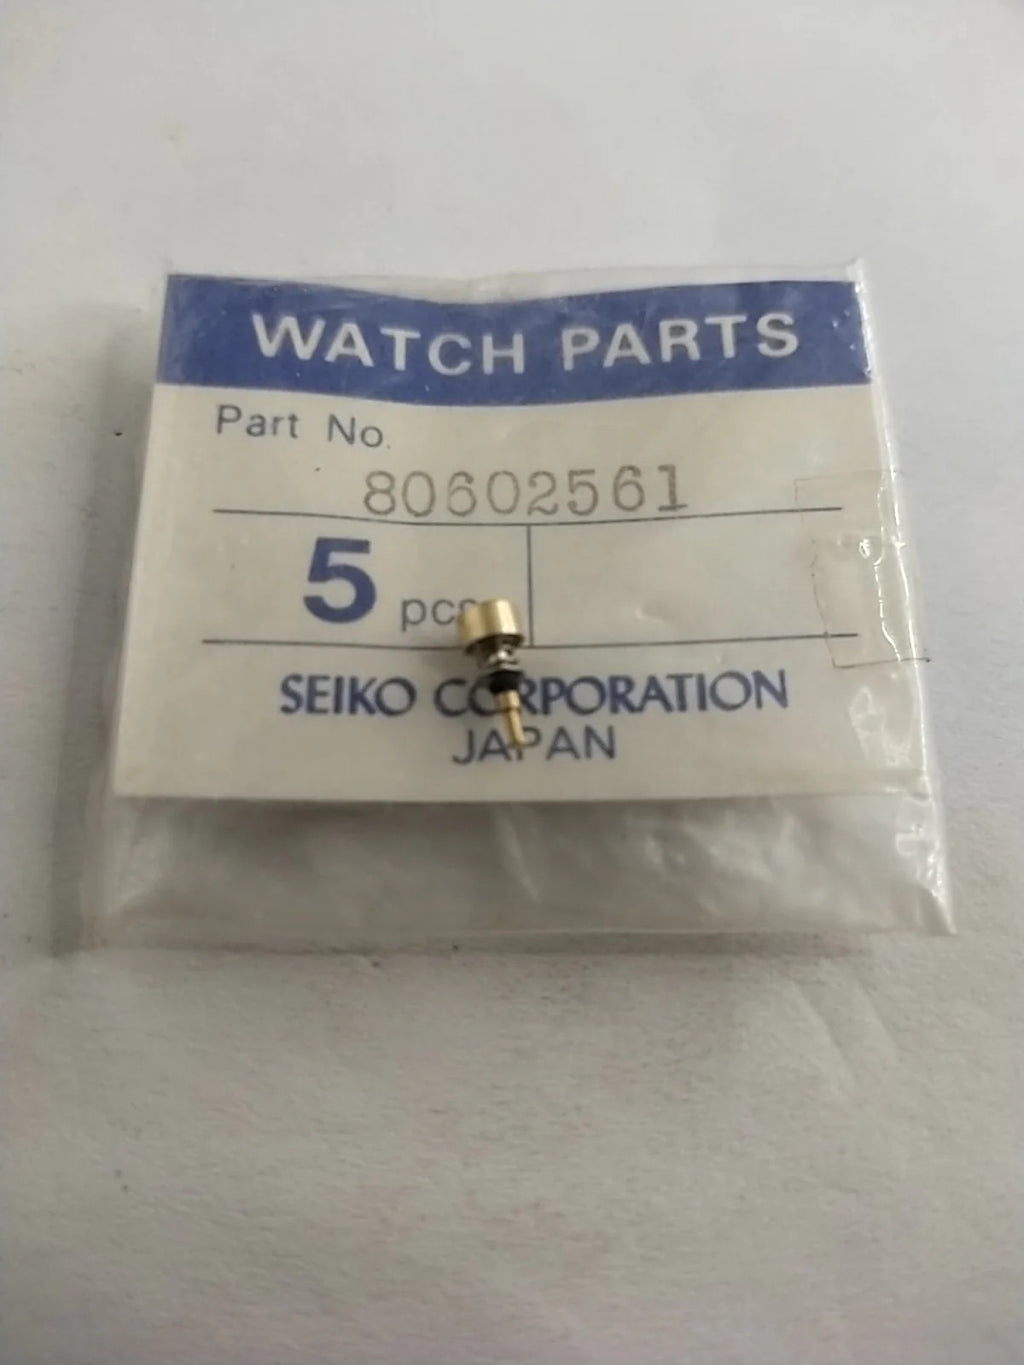 WATCH PARTS
Part No.
80602561
5 pcs
SEIKO CORPORATION
JAPAN